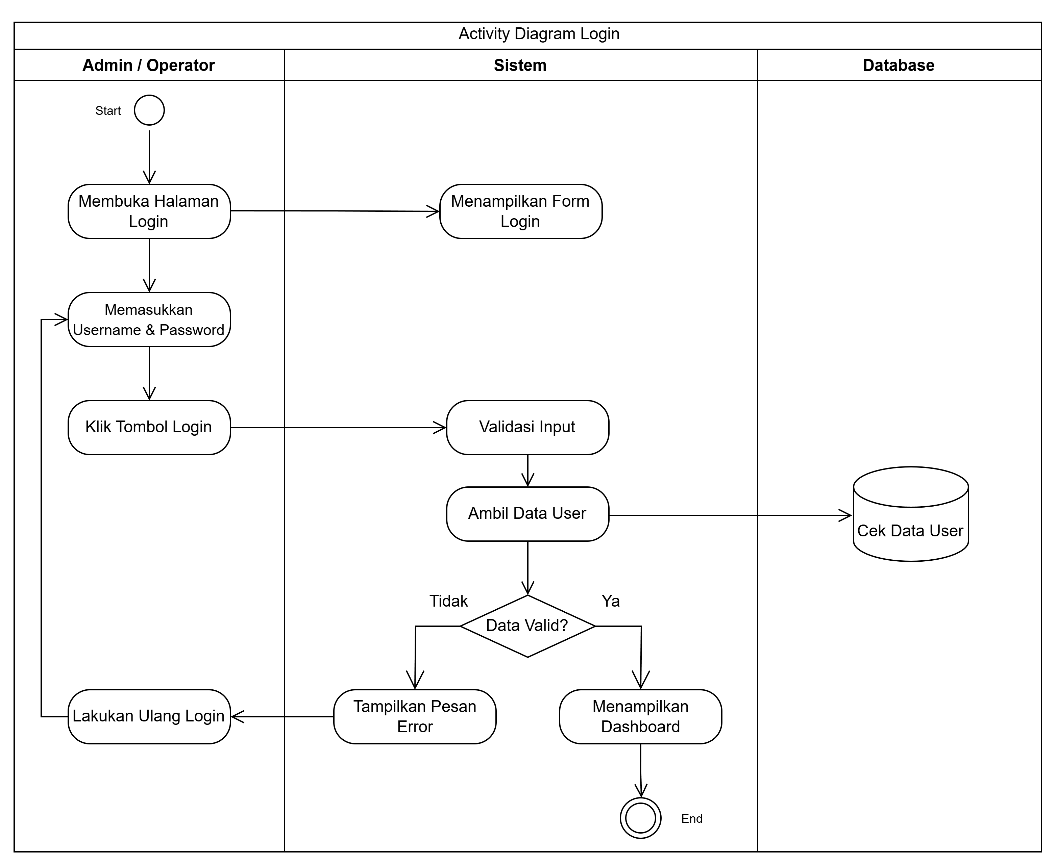 Activity Diagram Login
Admin / Operator
Sistem
Database
Start
Membuka Halaman
Login
Menampilkan Form
Login
Memasukkan
Username & Password
Klik Tombol Login
Validasi Input
Ambil Data User
Cek Data User
Tidak
Ya
Data Valid?
Lakukan Ulang Login
Tampilkan Pesan
Error
Menampilkan
Dashboard
End